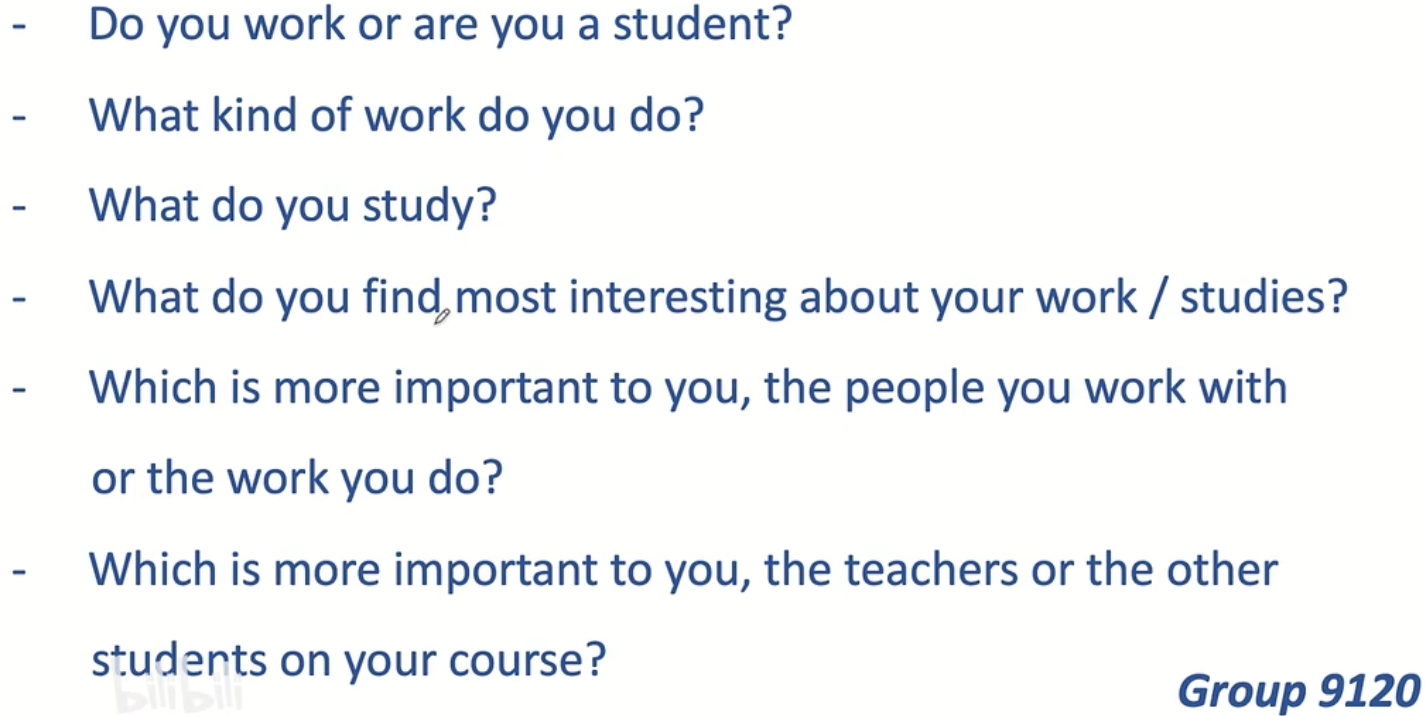 - Do you work or are you a student?
- What kind of work do you do?
- What do you study?
- What do you find most interesting about your work / studies?
- Which is more important to you, the people you work with
or the work you do?
- Which is more important to you, the teachers or the other
students on your course?
bilibili
Group 9120